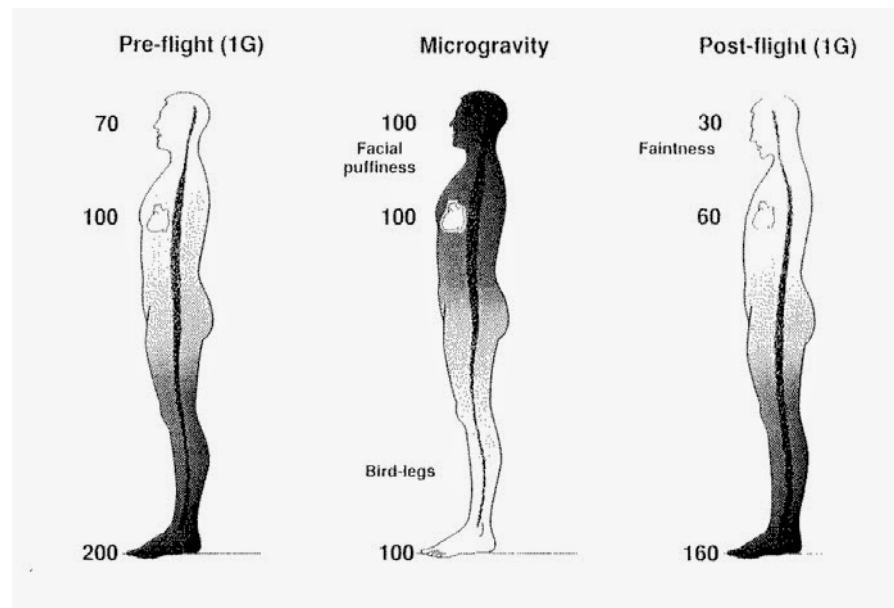 Pre-flight (1G)
Microgravity
Post-flight (1G)
70
100
Facial
puffiness
30
Faintness
100
100
60
Bird-legs
200
100
160